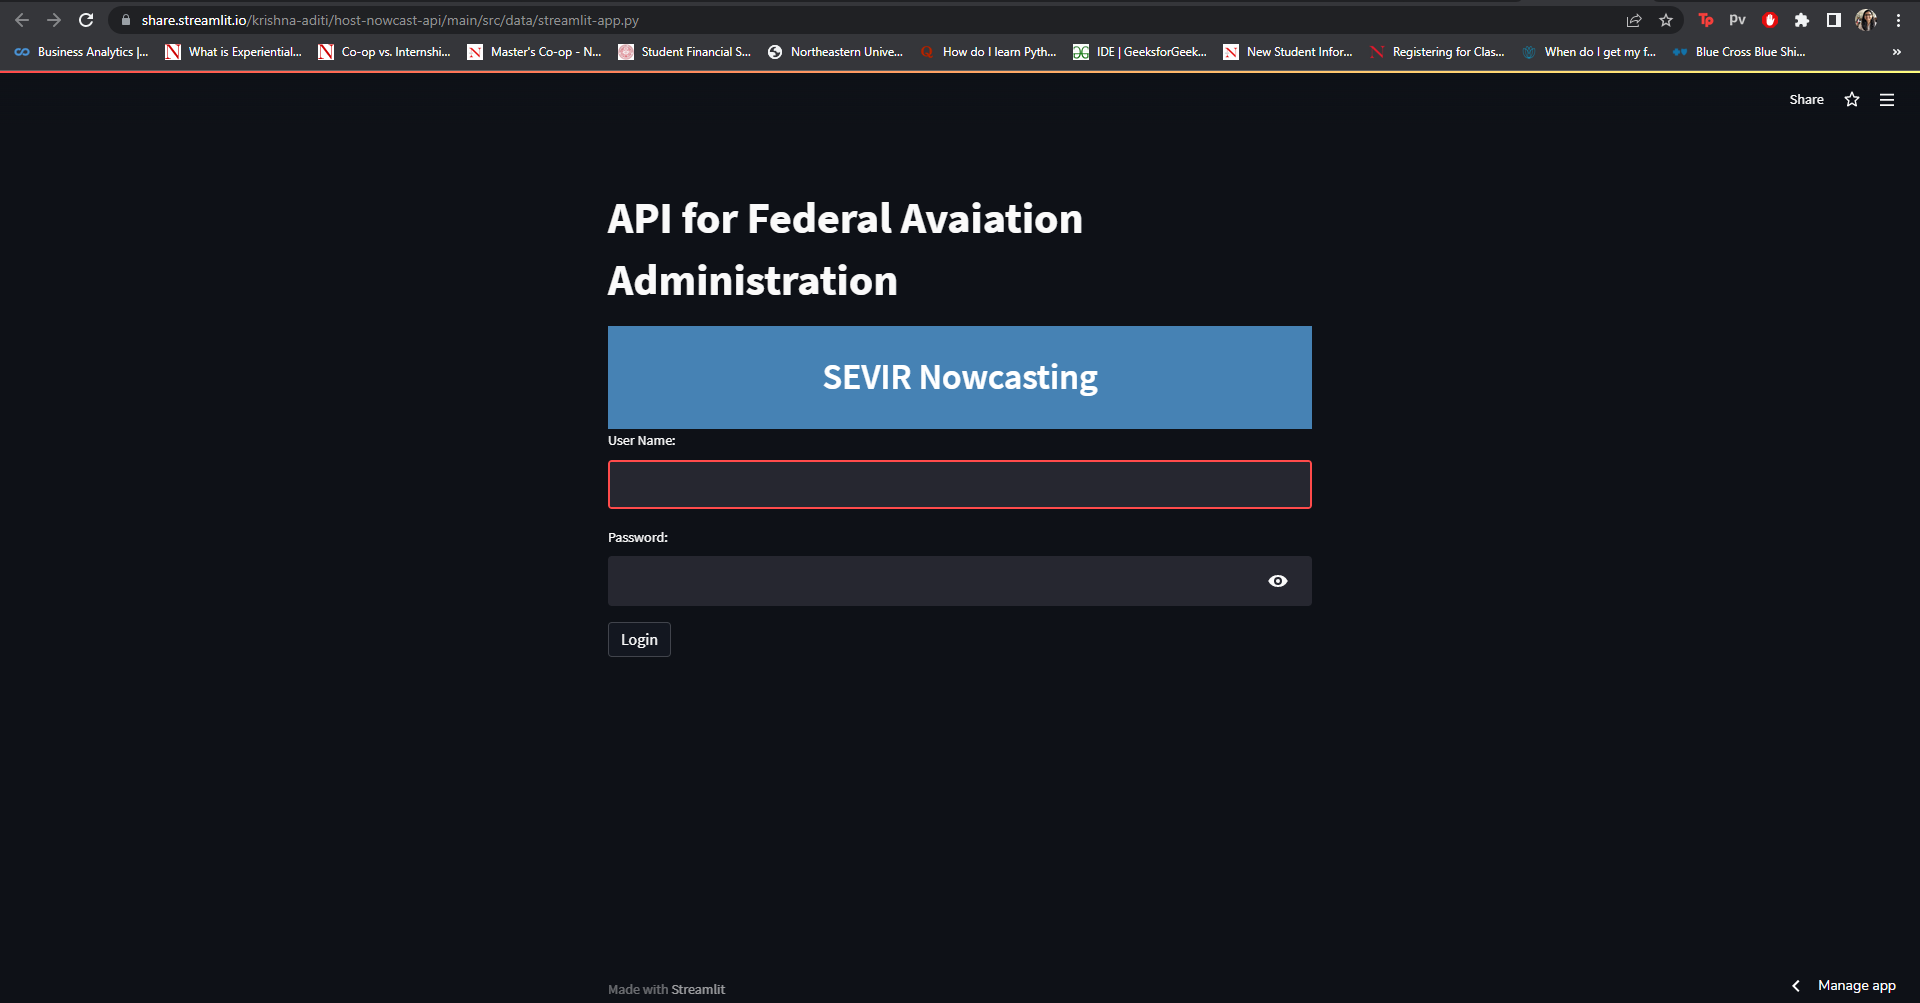 share.streamlit.io/krishna-aditi/host-nowcast-api/main/src/data/streamlit-app.py
Tp Pv
Business Analytics |... What is Experiential... Co-op vs. Internshi... Master's Co-op - N... Student Financial S... Northeastern Unive... How do I learn Pyth... IDE | GeeksforGeek... New Student Infor... Registering for Clas... When do I get my f... Blue Cross Blue Shi... »
Share
API for Federal Avaiation
Administration
SEVIR Nowcasting
User Name:
Password:
Login
Made with Streamlit
Manage app